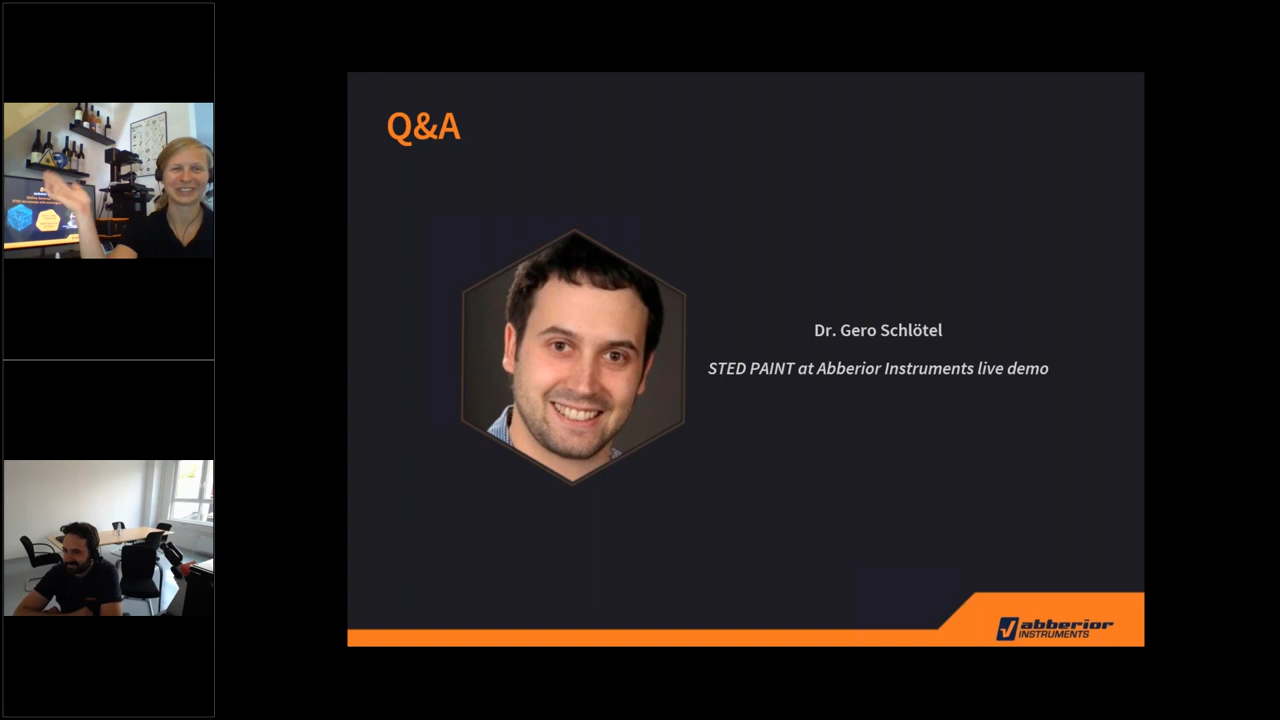 Q&A
Dr. Gero Schlötel
STED PAINT at Abberior Instruments live demo
abberior
INSTRUMENTS